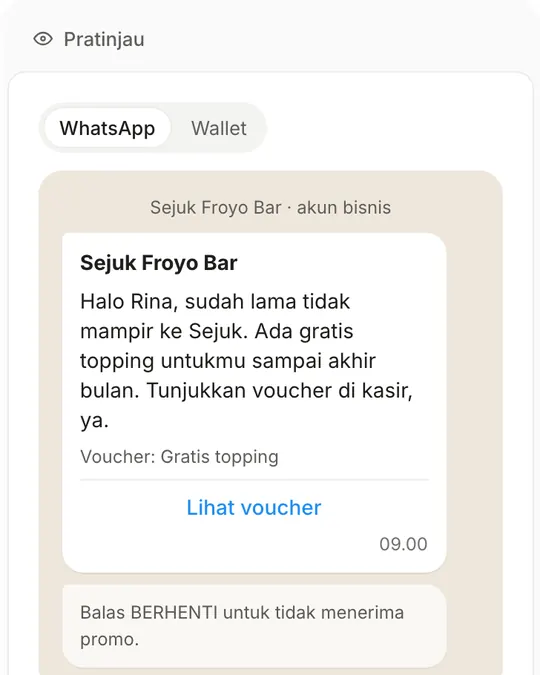 Pratinjau
WhatsApp
Wallet
Sejuk Froyo Bar · akun bisnis
Sejuk Froyo Bar
Halo Rina, sudah lama tidak
mampir ke Sejuk. Ada gratis
topping untukmu sampai akhir
bulan. Tunjukkan voucher di kasir,
ya.
Voucher: Gratis topping
Lihat voucher
09.00
Balas BERHENTI untuk tidak menerima
promo.